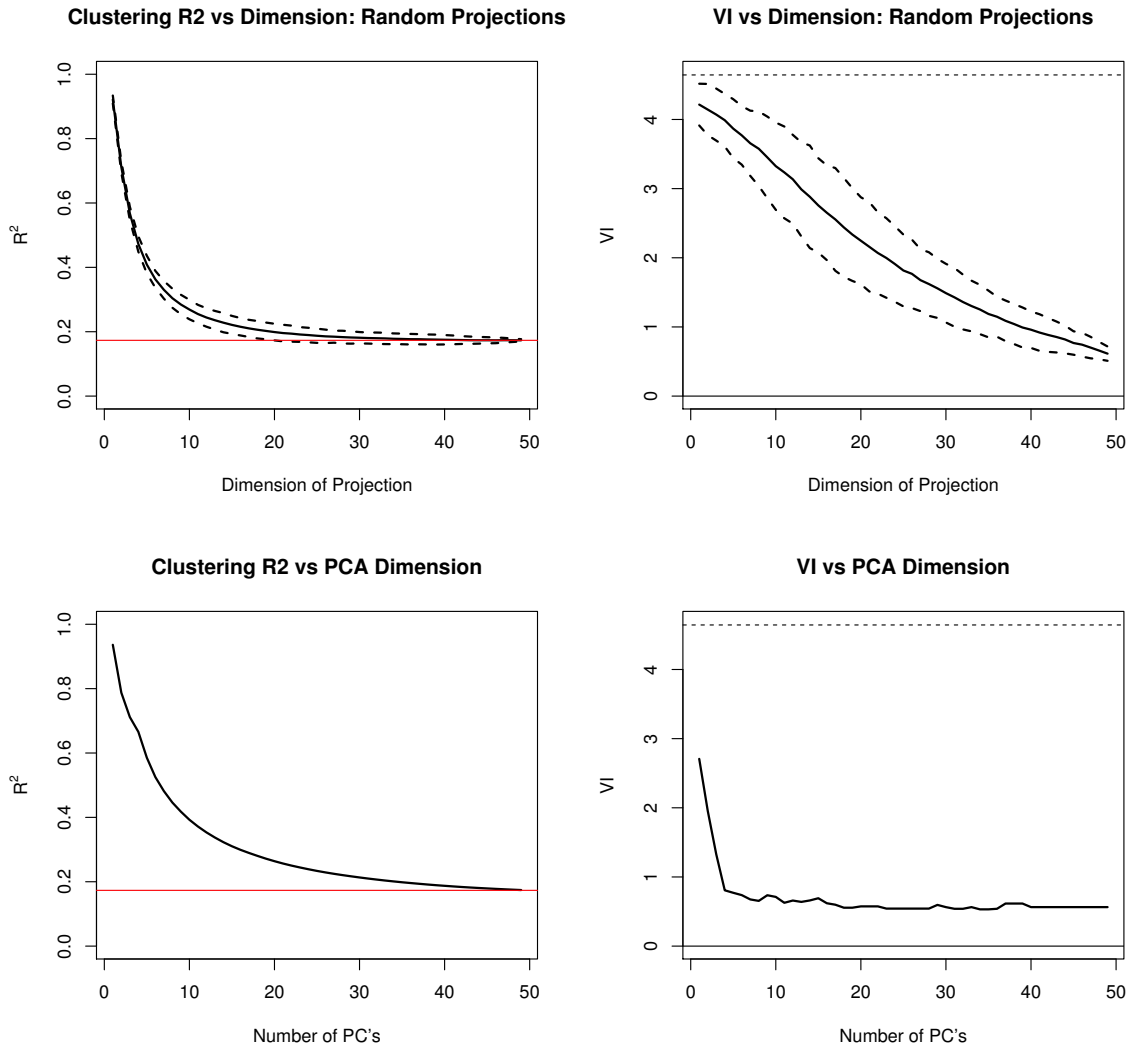 Clustering R2 vs Dimension: Random Projections
R²
1.0
0.8
0.6
0.4
0.2
0.0
0 10 20 30 40 50
Dimension of Projection
VI vs Dimension: Random Projections
VI
4
3
2
1
0
0 10 20 30 40 50
Dimension of Projection
Clustering R2 vs PCA Dimension
R²
1.0
0.8
0.6
0.4
0.2
0.0
0 10 20 30 40 50
Number of PC's
VI vs PCA Dimension
VI
4
3
2
1
0
0 10 20 30 40 50
Number of PC's